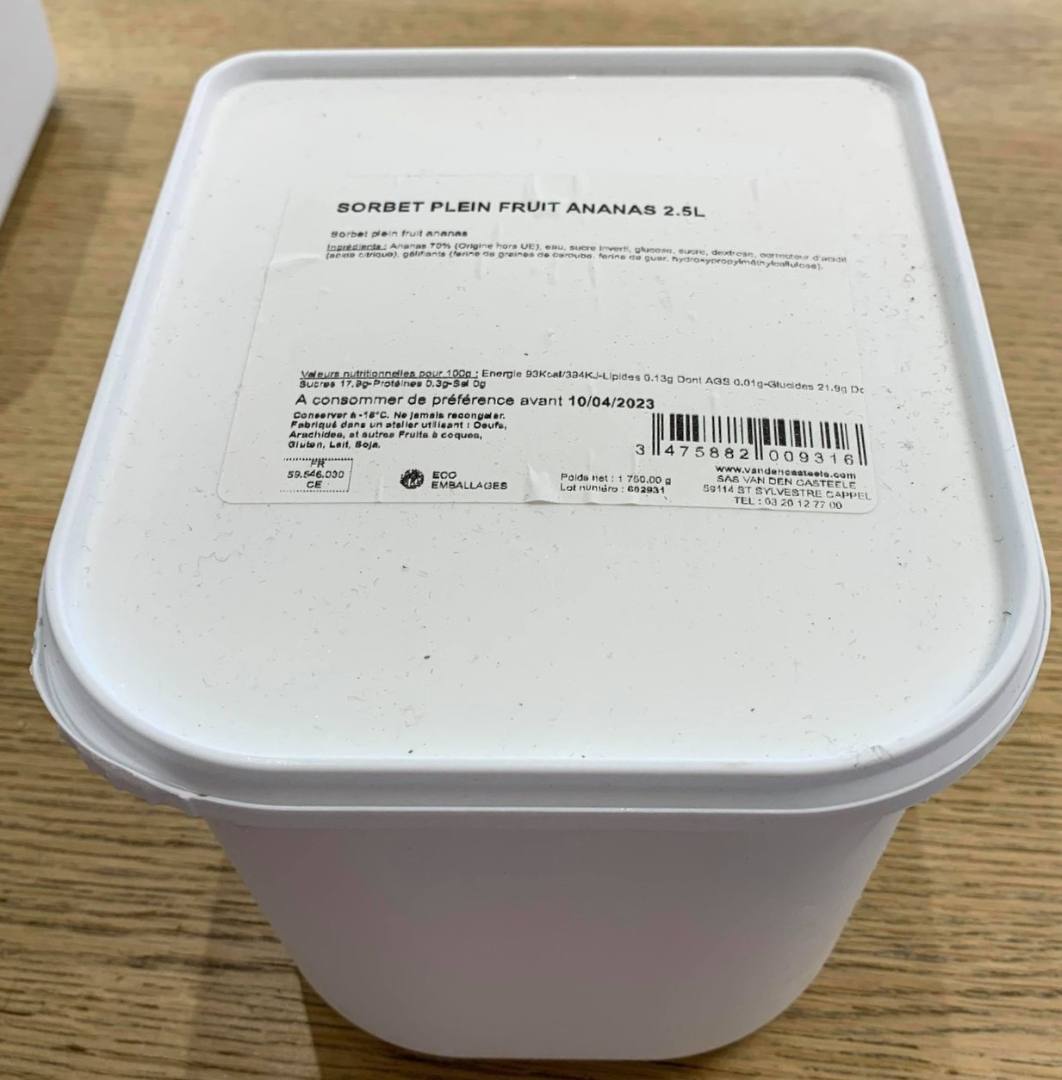 SORBET PLEIN FRUIT ANANAS 2.5L
Sorbet plein fruit ananas
Ingrédients : Ananas 70% (Origine hors UE), eau, sucre inverti, glucose, sucre, dextrose, correcteur d'acidit
(acide citrique), gélifiants (farine de graines de caroube, farine de guar, hydroxypropylméthylcellulose).
Valeurs nutritionnelles pour 100g : Energie 93Kcal/394KJ-Lipides 0.13g Dont AGS 0.01g-Glucides 21.9g Do
Sucres 17.9g-Protéines 0.3g-Sel 0g
A consommer de préférence avant 10/04/2023
Conserver à -18°C. Ne jamais recongeler.
Fabriqué dans un atelier utilisant : Oeufs,
Arachides, et autres Fruits à coques,
Gluten, Lait, Soja.
3 475882 009316
FR
59.546.030
CE
ECO
EMBALLAGES
Poids net : 1 750.00 g
Lot numéro : 602931
www.vandencasteele.com
SAS VAN DEN CASTEELE
59114 ST SYLVESTRE CAPPEL
TEL : 03 20 12 77 00